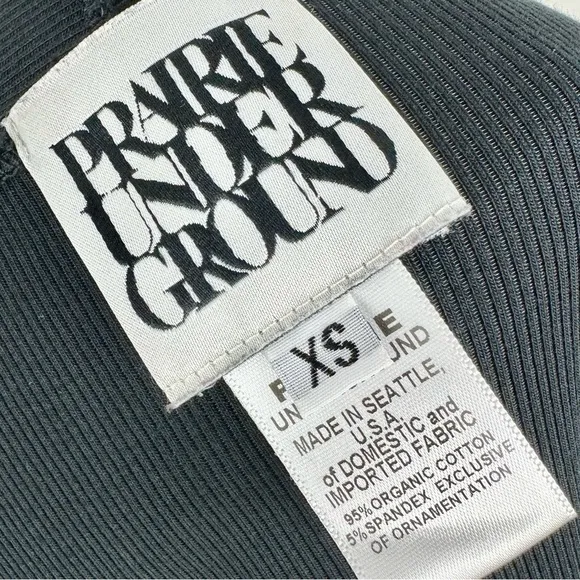 PRAIRIE
UNDER
GROUND
XS
E
UN UND
MADE IN SEATTLE,
U.S.A.
of DOMESTIC and
IMPORTED FABRIC
95% ORGANIC COTTON
5% SPANDEX EXCLUSIVE
OF ORNAMENTATION